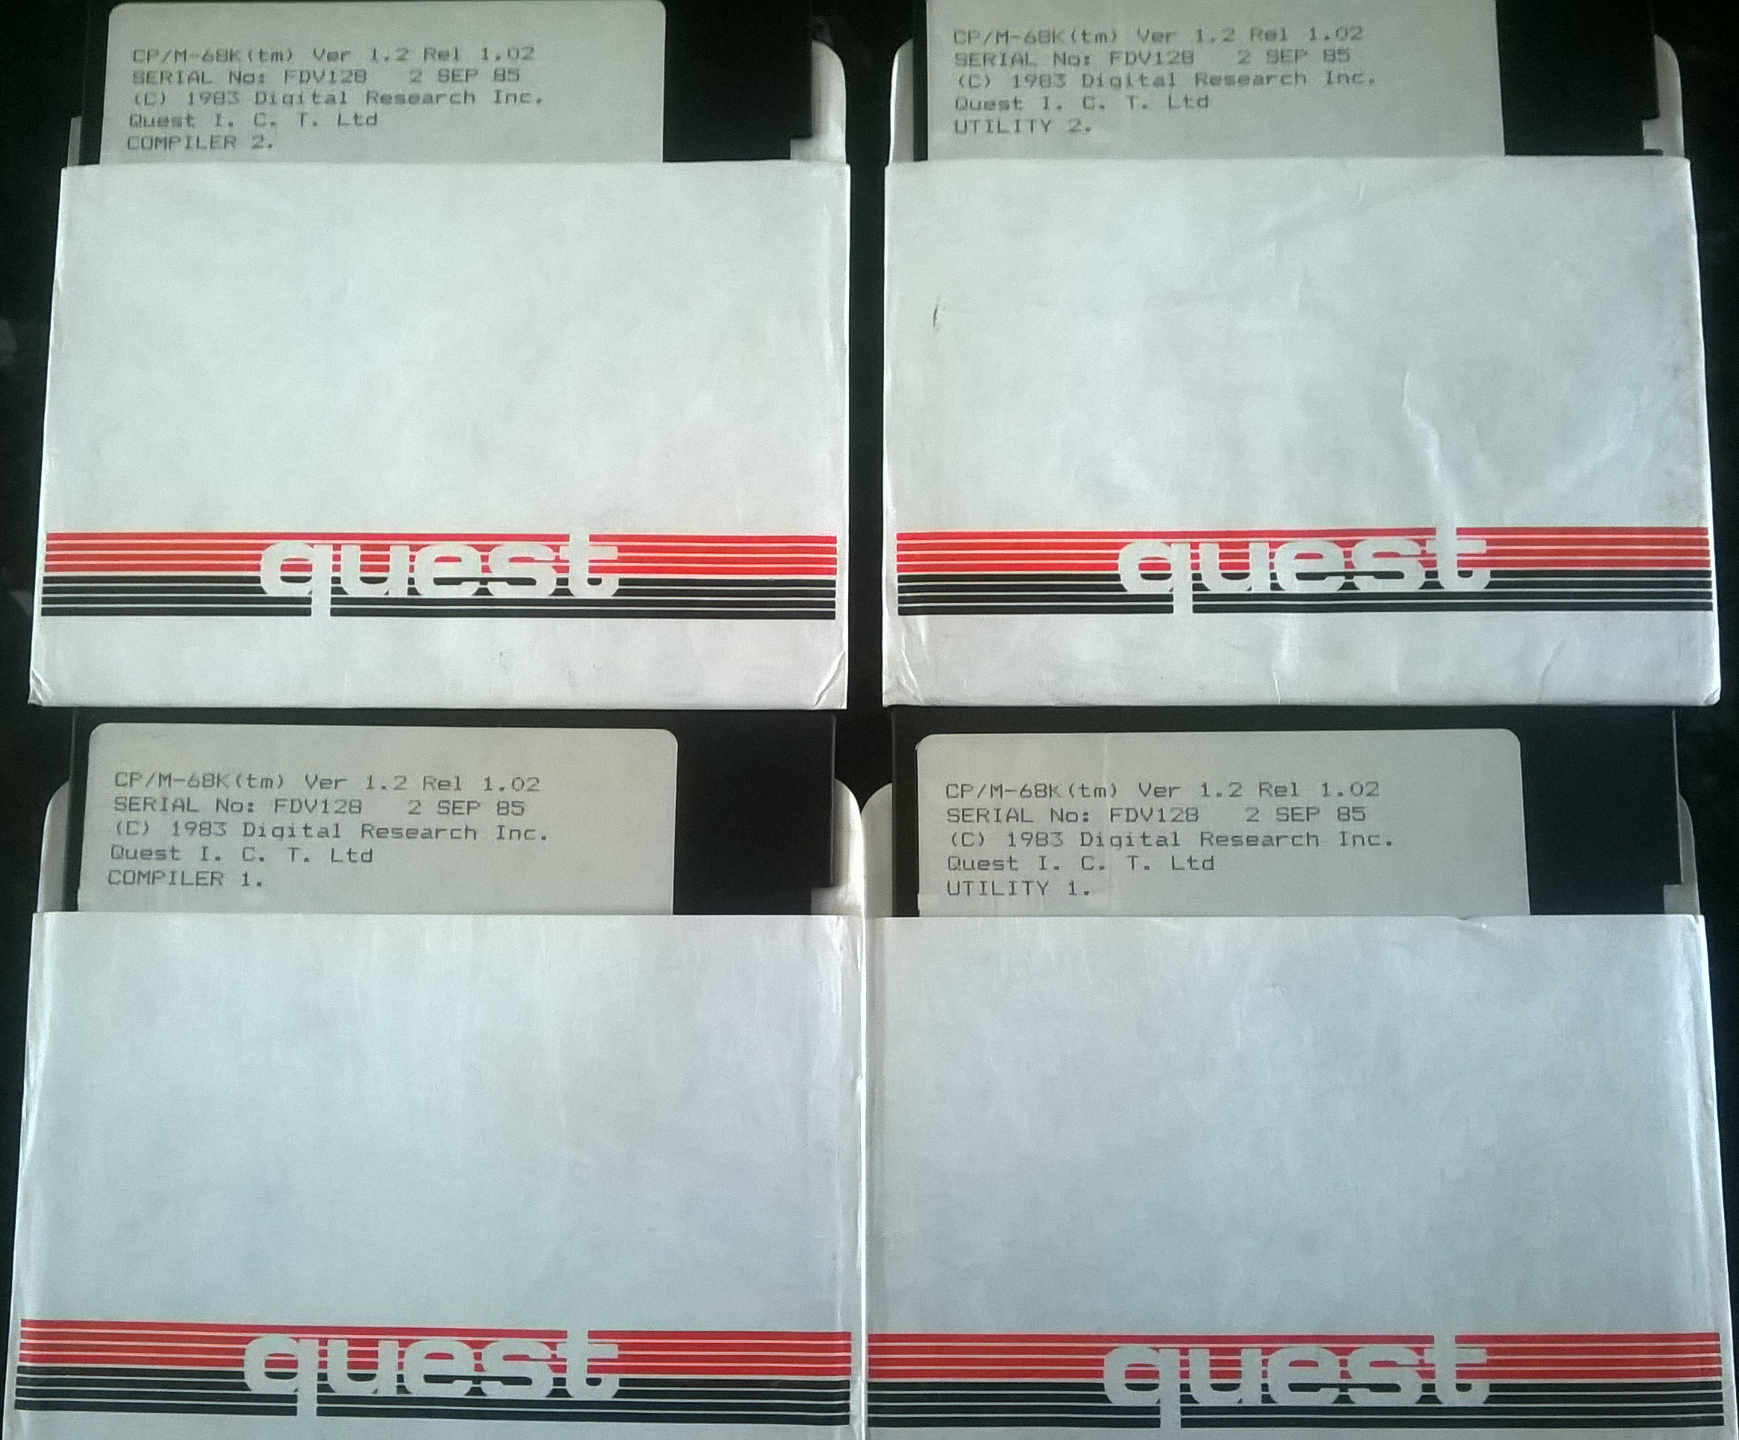 CP/M-68K(tm) Ver 1.2 Rel 1.02
SERIAL No: FDV128 2 SEP 85
(C) 1983 Digital Research Inc.
Quest I. C. T. Ltd
COMPILER 2.
quest
CP/M-68K(tm) Ver 1.2 Rel 1.02
SERIAL No: FDV128 2 SEP 85
(C) 1983 Digital Research Inc.
Quest I. C. T. Ltd
UTILITY 2.
quest
CP/M-68K(tm) Ver 1.2 Rel 1.02
SERIAL No: FDV128 2 SEP 85
(C) 1983 Digital Research Inc.
Quest I. C. T. Ltd
COMPILER 1.
quest
CP/M-68K(tm) Ver 1.2 Rel 1.02
SERIAL No: FDV128 2 SEP 85
(C) 1983 Digital Research Inc.
Quest I. C. T. Ltd
UTILITY 1.
quest